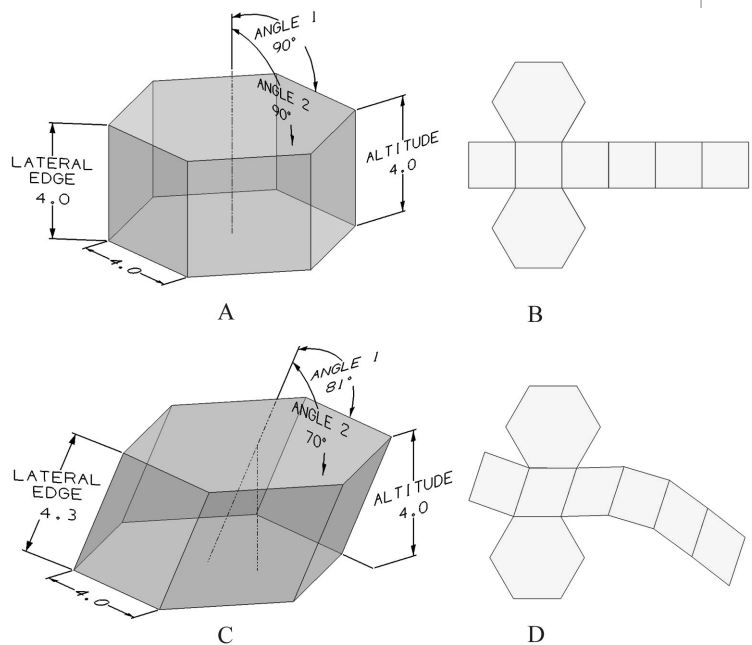 ANGLE 1
90°
ANGLE 2
90°
LATERAL
EDGE
4.0
ALTITUDE
4.0
4.0
A
B
ANGLE 1
81°
ANGLE 2
70°
LATERAL
EDGE
4.3
ALTITUDE
4.0
4.0
C
D